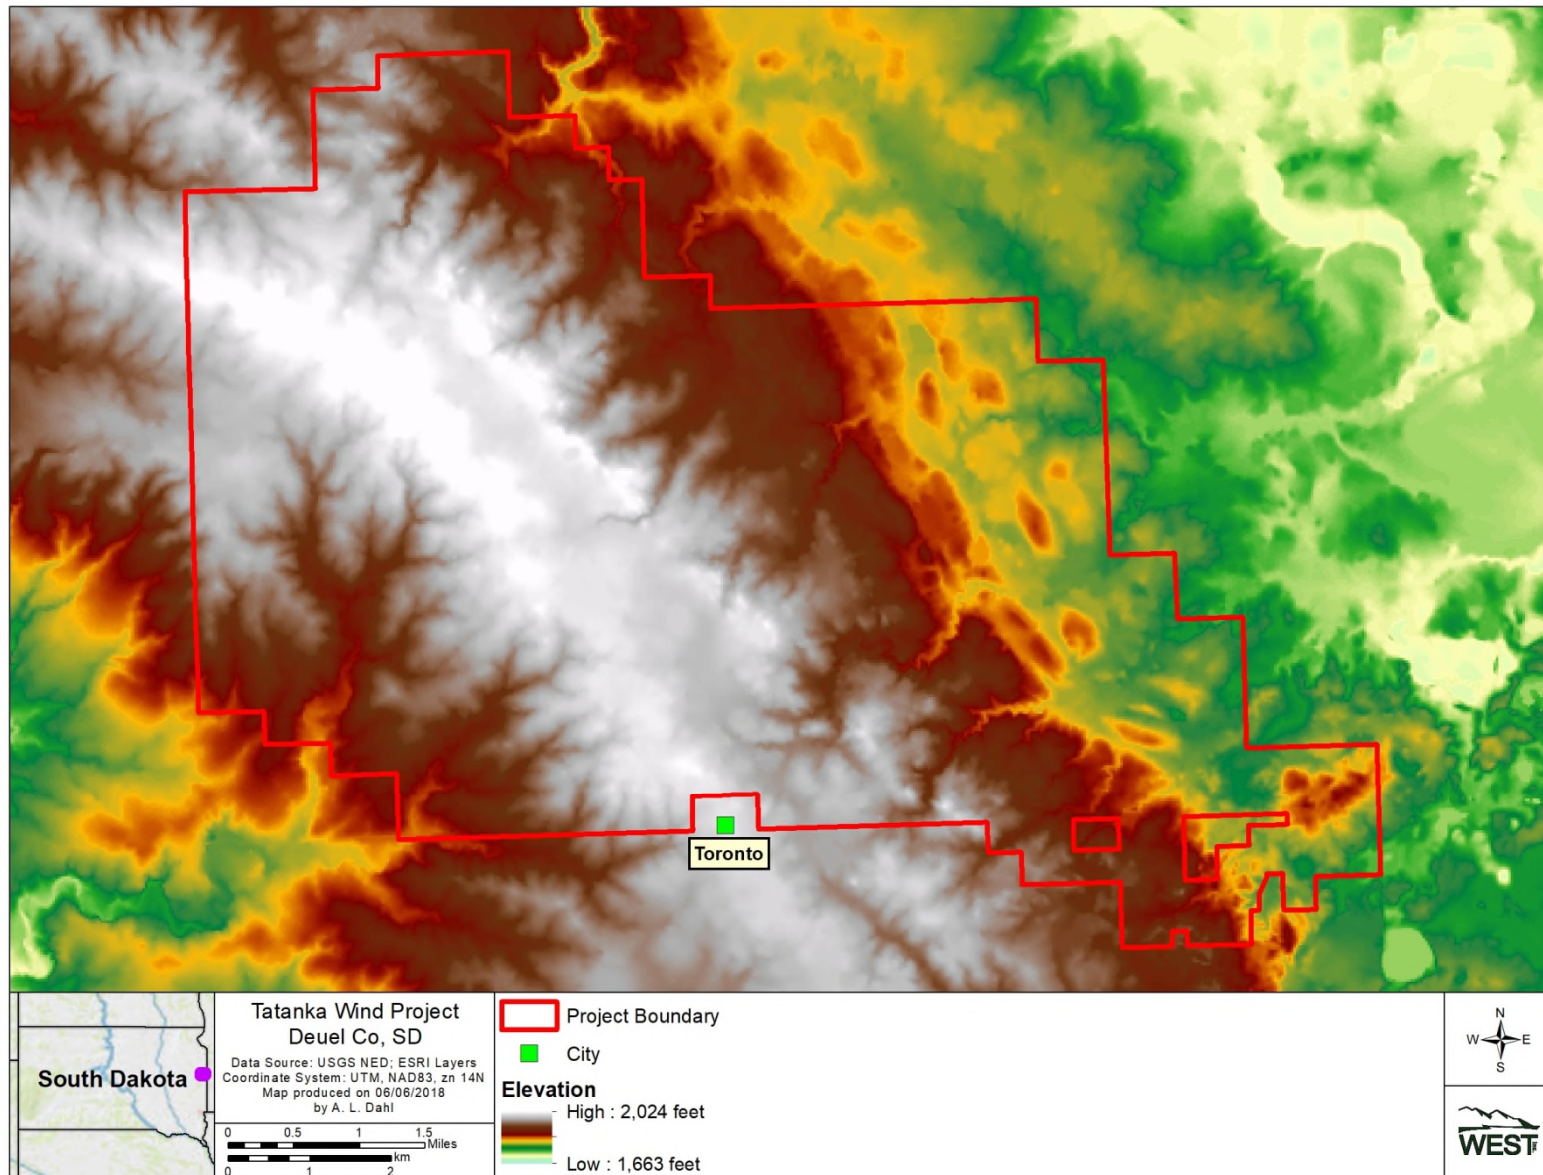 Toronto
South Dakota
Tatanka Wind Project
Deuel Co, SD
Data Source: USGS NED; ESRI Layers
Coordinate System: UTM, NAD83, zn 14N
Map produced on 06/06/2018
by A. L. Dahl
0 0.5 1 1.5
Miles
km
0 1 2
Project Boundary
City
Elevation
High : 2,024 feet
Low : 1,663 feet
N
W E
S
WEST